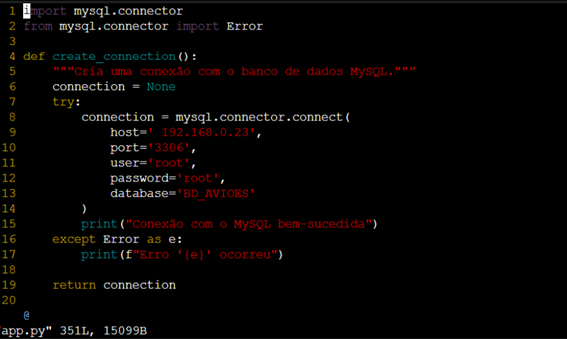 1 import mysql.connector
2 from mysql.connector import Error
3
4 def create_connection():
5     """Cria uma conexão com o banco de dados MySQL."""
6     connection = None
7     try:
8         connection = mysql.connector.connect(
9             host=' 192.168.0.23',
10             port='3306',
11             user='root',
12             password='root',
13             database='BD_AVIOES'
14         )
15         print("Conexão com o MySQL bem-sucedida")
16     except Error as e:
17         print(f"Erro '{e}' ocorreu")
18
19     return connection
20
@
"app.py" 351L, 15099B